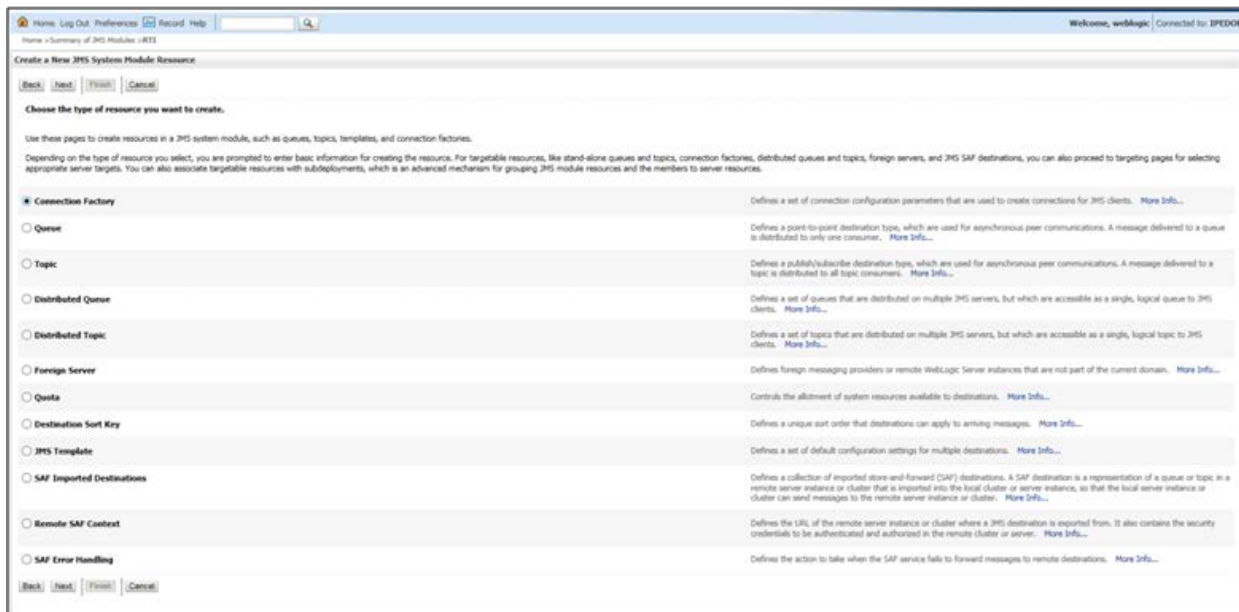 Home Log Out Preferences Record Help
Welcome, weblogic Connected to: IPEDO
Home >Summary of JMS Modules >RTI
Create a New JMS System Module Resource
Back Next Finish Cancel
Choose the type of resource you want to create.
Use these pages to create resources in a JMS system module, such as queues, topics, templates, and connection factories.
Depending on the type of resource you select, you are prompted to enter basic information for creating the resource. For targetable resources, like stand-alone queues and topics, connection factories, distributed queues and topics, foreign servers, and JMS SAF destinations, you can also proceed to targeting pages for selecting
appropriate server targets. You can also associate targetable resources with subdeployments, which is an advanced mechanism for grouping JMS module resources and the members to server resources.
Connection Factory
Defines a set of connection configuration parameters that are used to create connections for JMS clients. More Info...
Queue
Defines a point-to-point destination type, which are used for asynchronous peer communications. A message delivered to a queue
is distributed to only one consumer. More Info...
Topic
Defines a publish/subscribe destination type, which are used for asynchronous peer communications. A message delivered to a
topic is distributed to all topic consumers. More Info...
Distributed Queue
Defines a set of queues that are distributed on multiple JMS servers, but which are accessible as a single, logical queue to JMS
clients. More Info...
Distributed Topic
Defines a set of topics that are distributed on multiple JMS servers, but which are accessible as a single, logical topic to JMS
clients. More Info...
Foreign Server
Defines foreign messaging providers or remote WebLogic Server instances that are not part of the current domain. More Info...
Quota
Controls the allotment of system resources available to destinations. More Info...
Destination Sort Key
Defines a unique sort order that destinations can apply to arriving messages. More Info...
JMS Template
Defines a set of default configuration settings for multiple destinations. More Info...
SAF Imported Destinations
Defines a collection of imported store-and-forward (SAF) destinations. A SAF destination is a representation of a queue or topic in a
remote server instance or cluster that is imported into the local cluster or server instance, so that the local server instance or
cluster can send messages to the remote server instance or cluster. More Info...
Remote SAF Context
Defines the URL of the remote server instance or cluster where a JMS destination is exported from. It also contains the security
credentials to be authenticated and authorized in the remote cluster or server. More Info...
SAF Error Handling
Defines the action to take when the SAF service fails to forward messages to remote destinations. More Info...
Back Next Finish Cancel